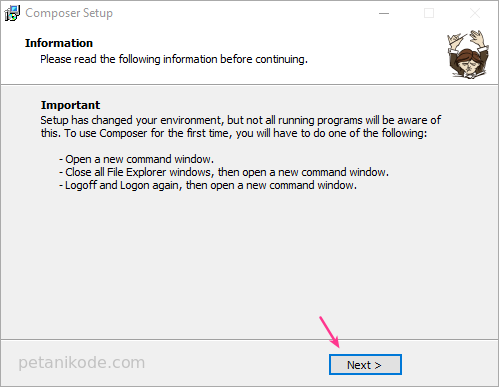 Composer Setup
Information
Please read the following information before continuing.
Important
Setup has changed your environment, but not all running programs will be aware of
this. To use Composer for the first time, you will have to do one of the following:
- Open a new command window.
- Close all File Explorer windows, then open a new command window.
- Logoff and Logon again, then open a new command window.
petanikode.com
Next >